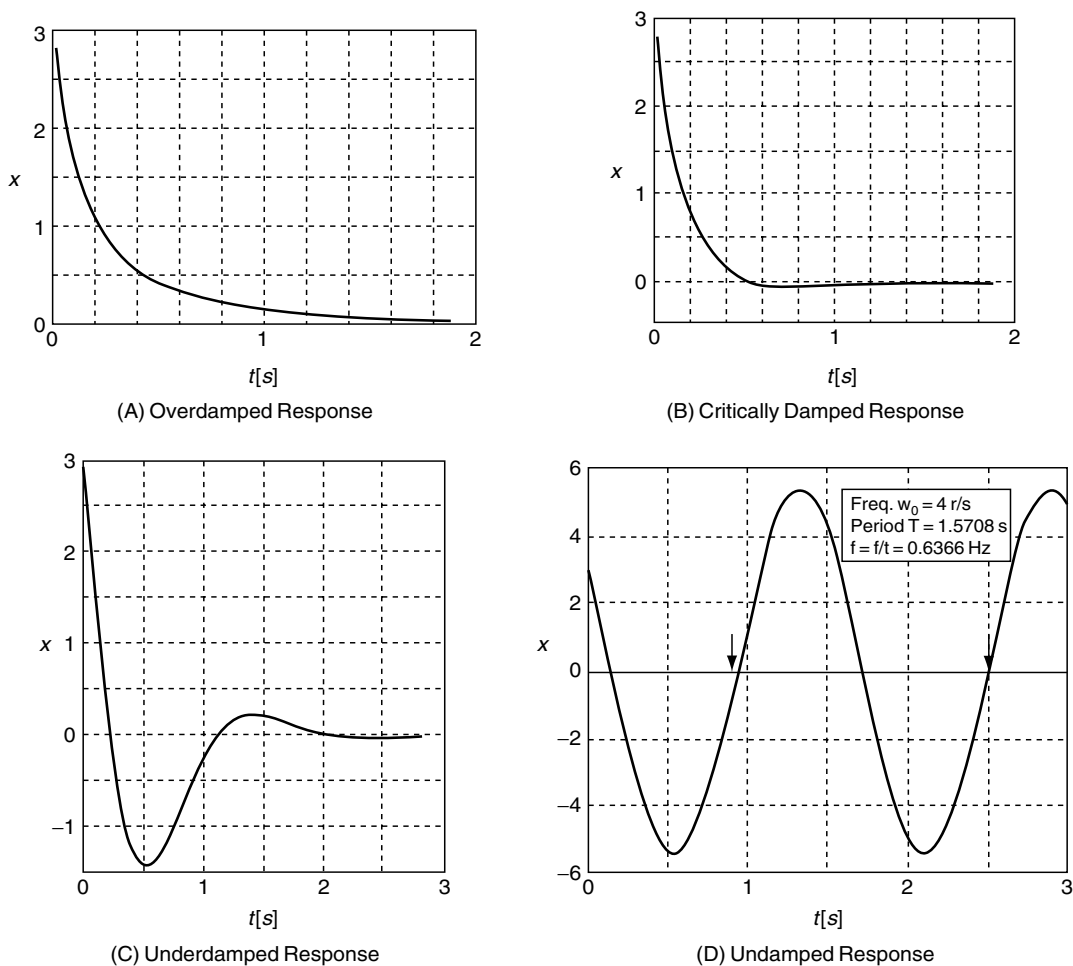 3
2
x
1
0
0
1
2
t[s]
(A) Overdamped Response
3
2
x
1
0
0
1
2
t[s]
(B) Critically Damped Response
3
2
x
1
0
–1
0
1
2
3
t[s]
(C) Underdamped Response
6
4
2
x
0
–2
–4
–6
0
1
2
3
Freq. w₀ = 4 r/s
Period T = 1.5708 s
f = f/t = 0.6366 Hz
t[s]
(D) Undamped Response